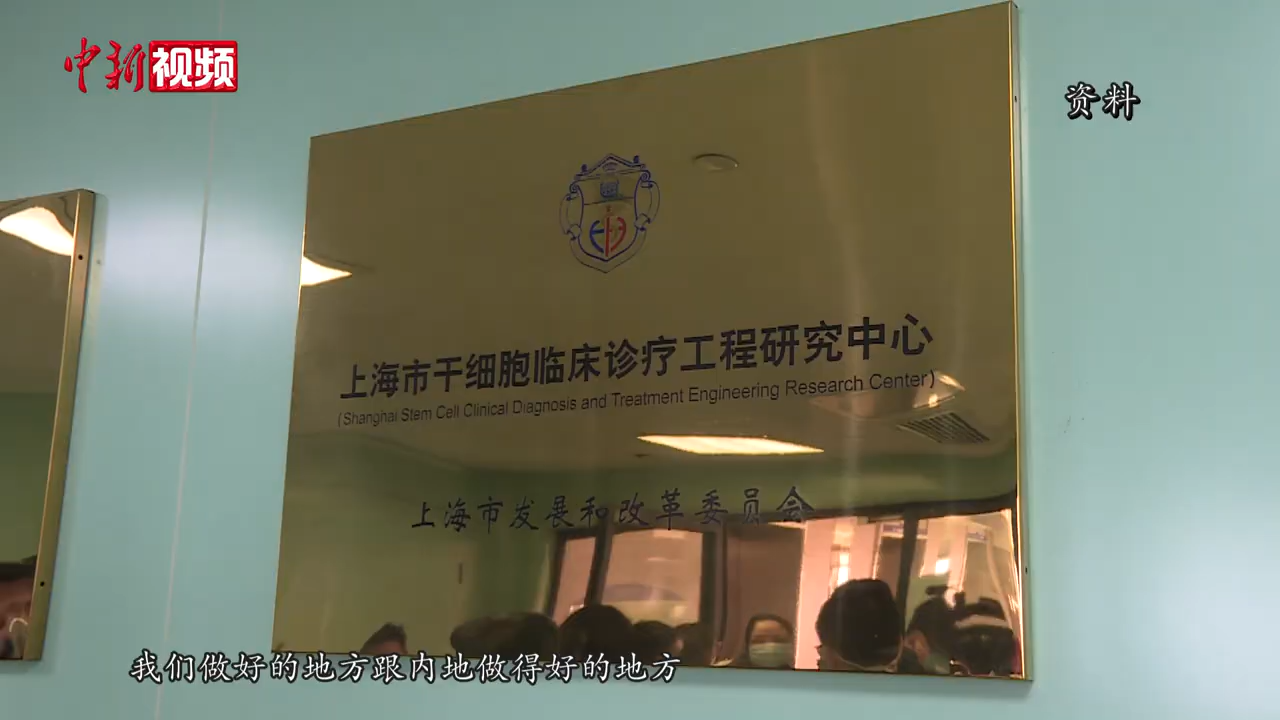 中新视频
资料
上海市干细胞临床诊疗工程研究中心
(Shanghai Stem Cell Clinical Diagnosis and Treatment Engineering Research Center)
上海市发展和改革委员会
我们做好的地方跟内地做得好的地方